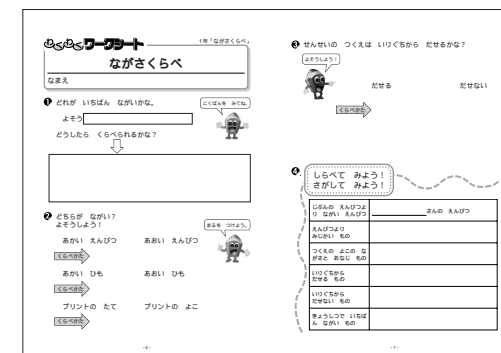 わくわくワークシート
1年「ながさくらべ」
ながさくらべ
なまえ
❶ どれが いちばん ながいかな。
こくばんを みてね。
よそう
どうしたら くらべられるかな?
❷ どちらが ながい?
よそうしよう!
まるを つけよう。
あかい えんぴつ あおい えんぴつ
くらべかた
あかい ひも あおい ひも
くらべかた
プリントの たて プリントの よこ
くらべかた
- 6 -
❸ せんせいの つくえは いりぐちから だせるかな?
よそうしよう!
だせる だせない
くらべかた
❹
しらべて みよう!
さがして みよう!
じぶんの えんぴつよ
り ながい えんぴつ
さんの えんぴつ
えんぴつより
みじかい もの
つくえの よこの な
がさと おなじ もの
いりぐちから
だせる もの
いりぐちから
だせない もの
きょうしつで いちば
ん ながい もの
- 7 -